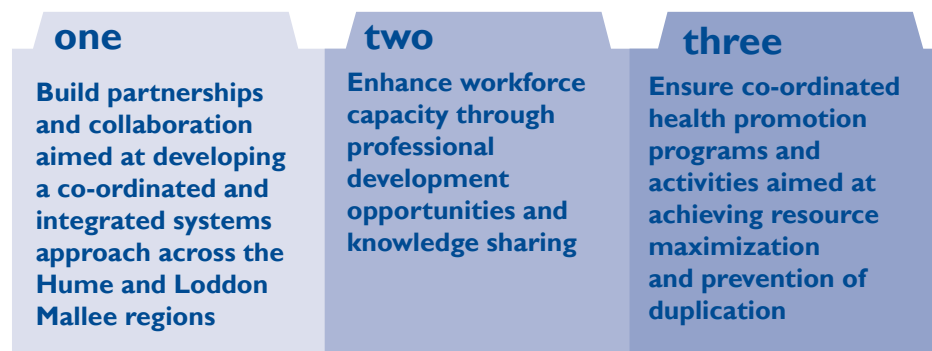 one
Build partnerships
and collaboration
aimed at developing
a co-ordinated and
integrated systems
approach across the
Hume and Loddon
Mallee regions
two
Enhance workforce
capacity through
professional
development
opportunities and
knowledge sharing
three
Ensure co-ordinated
health promotion
programs and
activities aimed at
achieving resource
maximization
and prevention of
duplication